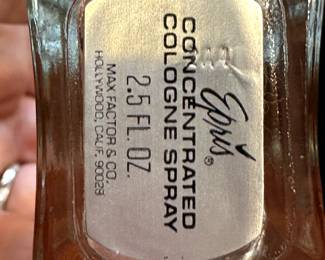 Epris®
CONCENTRATED
COLOGNE SPRAY
2.5 FL. OZ.
MAX FACTOR & CO.
HOLLYWOOD, CALIF. 90028